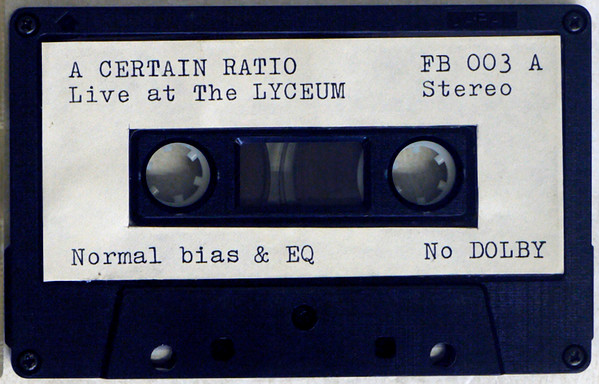 A CERTAIN RATIO
Live at The LYCEUM
FB 003 A
Stereo
Normal bias & EQ
No DOLBY